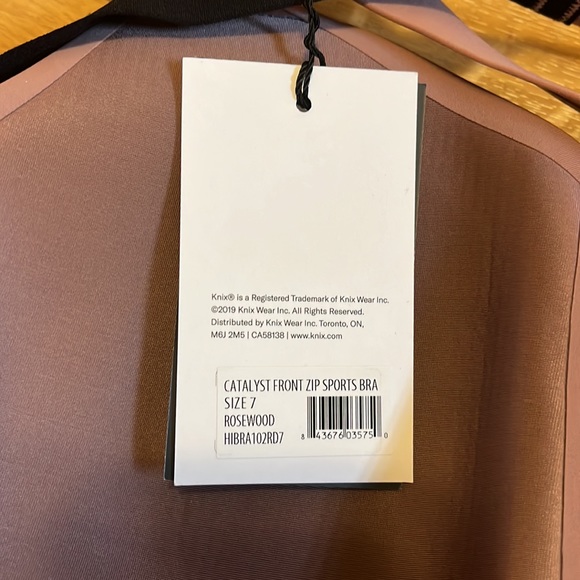 Knix® is a Registered Trademark of Knix Wear Inc.
©2019 Knix Wear Inc. All Rights Reserved.
Distributed by Knix Wear Inc. Toronto, ON,
M6J 2M5 | CA58138 | www.knix.com
CATALYST FRONT ZIP SPORTS BRA
SIZE 7
ROSEWOOD
HIBRA102RD7
8 43676 03575 0